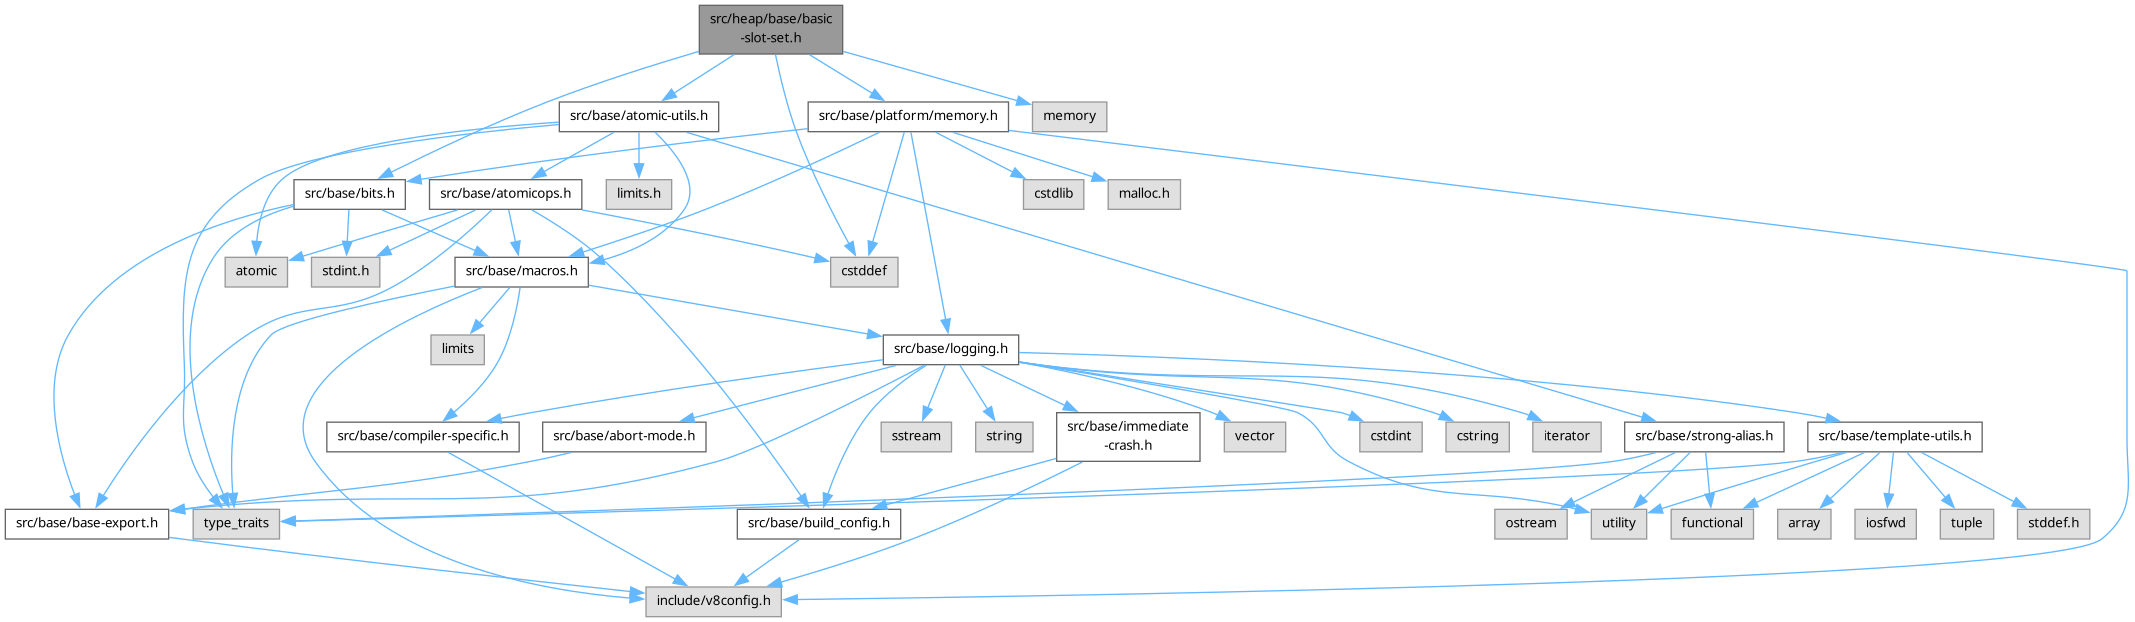 src/heap/base/basic
-slot-set.h
src/base/atomic-utils.h
src/base/platform/memory.h
memory
src/base/bits.h
src/base/atomicops.h
limits.h
cstdlib
malloc.h
atomic
stdint.h
src/base/macros.h
cstddef
limits
src/base/logging.h
src/base/compiler-specific.h
src/base/abort-mode.h
sstream
string
src/base/immediate
-crash.h
vector
cstdint
cstring
iterator
src/base/strong-alias.h
src/base/template-utils.h
src/base/base-export.h
type_traits
src/base/build_config.h
ostream
utility
functional
array
iosfwd
tuple
stddef.h
include/v8config.h